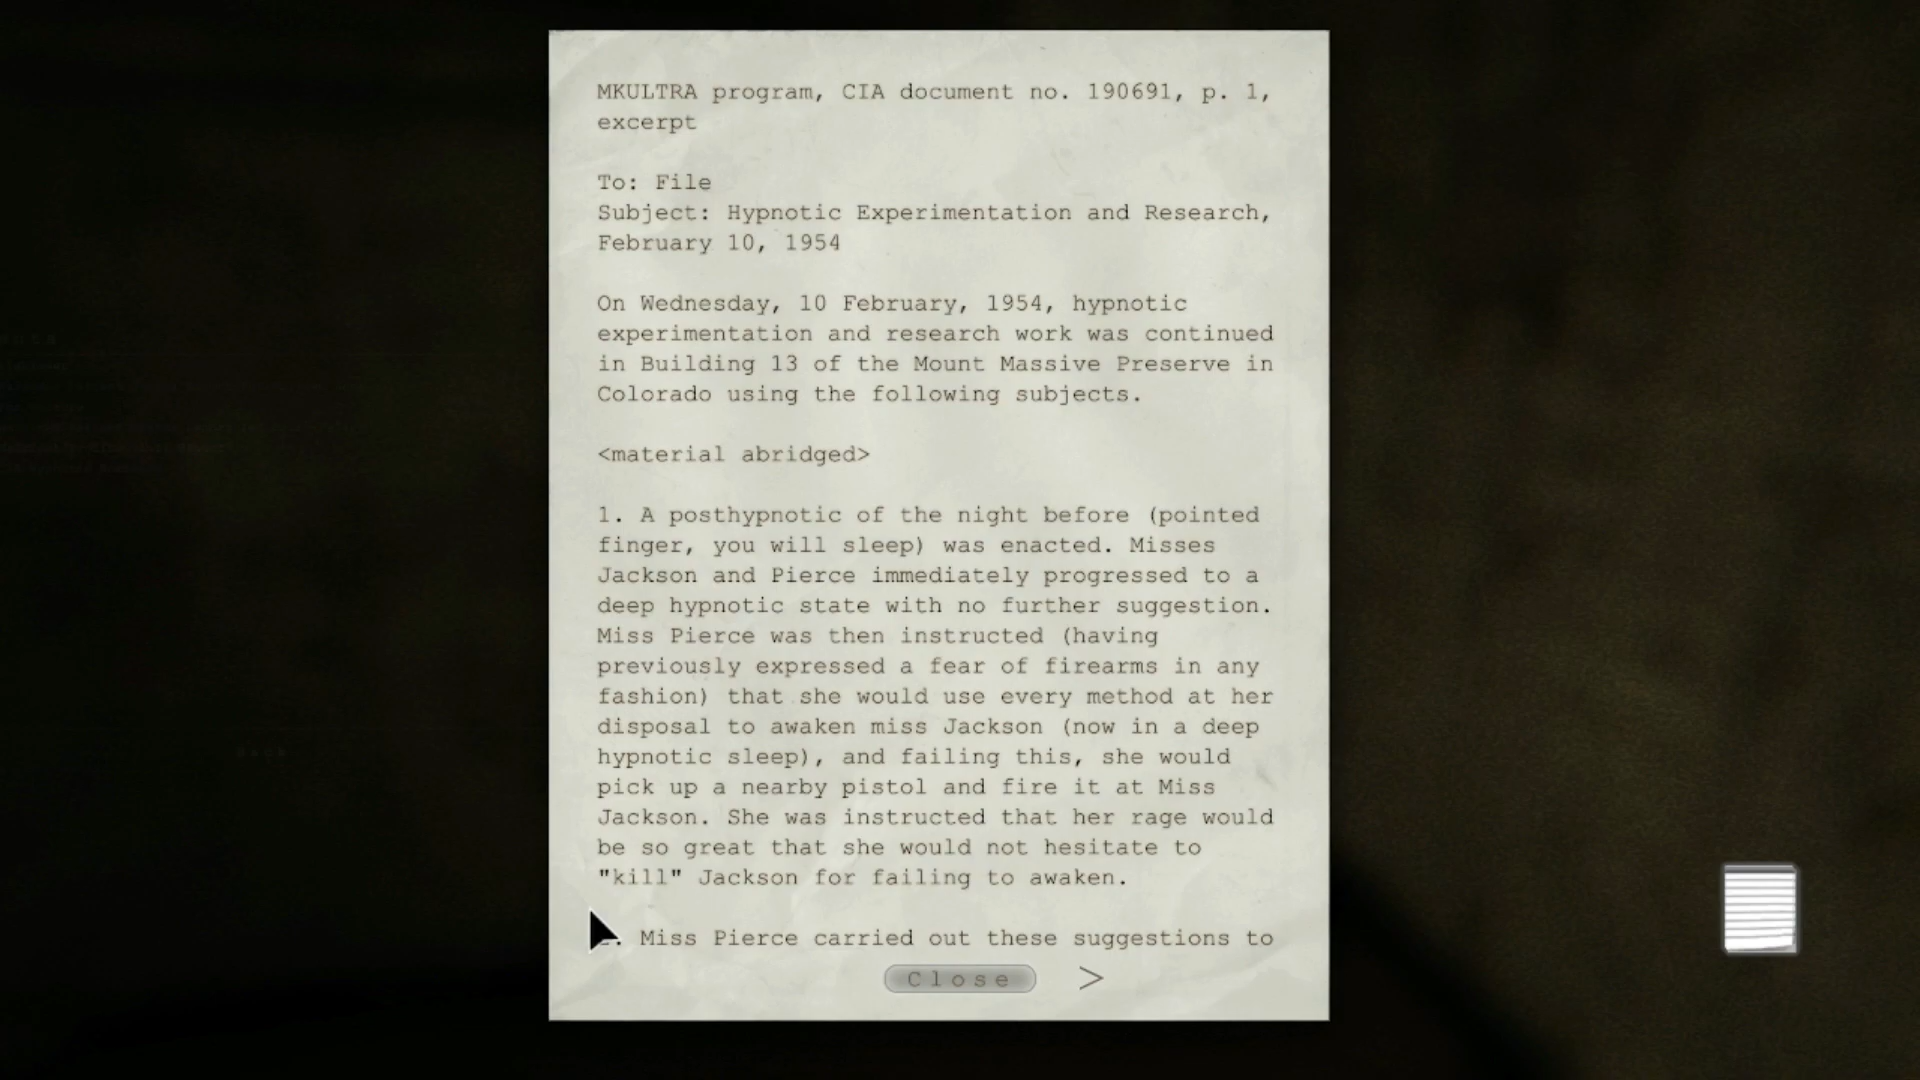 MKULTRA program, CIA document no. 190691, p. 1,
excerpt
To: File
Subject: Hypnotic Experimentation and Research,
February 10, 1954
On Wednesday, 10 February, 1954, hypnotic
experimentation and research work was continued
in Building 13 of the Mount Massive Preserve in
Colorado using the following subjects.
<material abridged>
1. A posthypnotic of the night before (pointed
finger, you will sleep) was enacted. Misses
Jackson and Pierce immediately progressed to a
deep hypnotic state with no further suggestion.
Miss Pierce was then instructed (having
previously expressed a fear of firearms in any
fashion) that she would use every method at her
disposal to awaken miss Jackson (now in a deep
hypnotic sleep), and failing this, she would
pick up a nearby pistol and fire it at Miss
Jackson. She was instructed that her rage would
be so great that she would not hesitate to
"kill" Jackson for failing to awaken.
Miss Pierce carried out these suggestions to
Close >